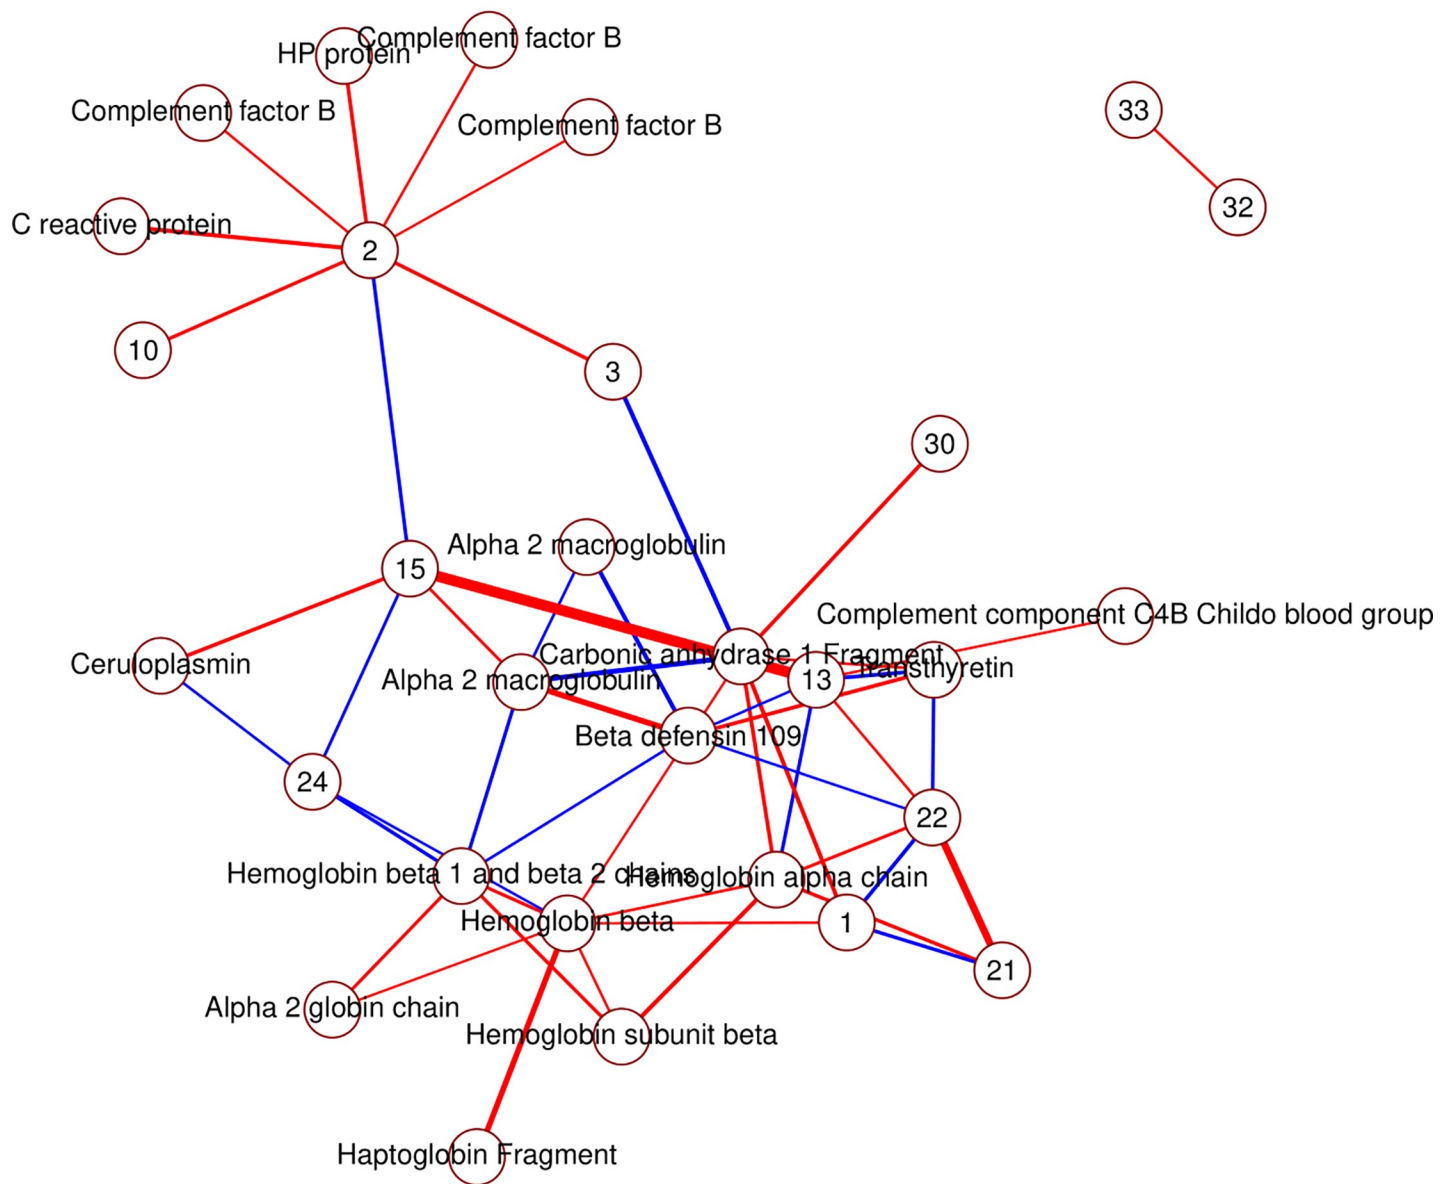 Complement factor B
HP protein
Complement factor B
Complement factor B
33
32
C reactive protein
2
10
3
30
15
Alpha 2 macroglobulin
Complement component C4B Childo blood group
Ceruloplasmin
Carbonic anhydrase 1 Fragment
Transthyretin
Alpha 2 macroglobulin
13
Beta defensin 109
24
22
Hemoglobin beta 1 and beta 2 chains
Hemoglobin alpha chain
Hemoglobin beta
1
21
Alpha 2 globin chain
Hemoglobin subunit beta
Haptoglobin Fragment